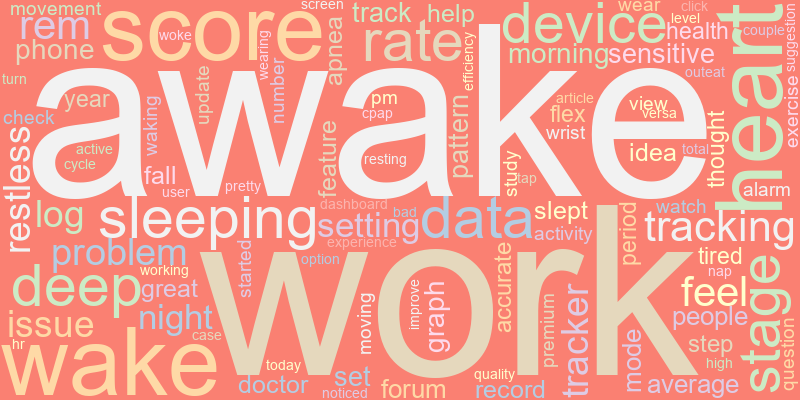 movement
rem
phone
score
woke
wearing
screen
apnea
track
help
rate
efficiency
device
morning
sensitive
wear
click
level
health
couple
suggestion
heart
exercise
turn
year
check
active
cycle
waking
update
number
awake
pm
cpap
resting
pattern
article
flex
wrist
view
versa
outeat
idea
total
thought
restless
fall
user
pretty
feature
study
tap
alarm
log
sleeping
dashboard
setting
bad
experience
data
slept
activity
period
watch
tracking
problem
working
started
option
work
accurate
tired
nap
deep
great
night
moving
improve
graph
premium
tracker
feel
people
stage
issue
case
hr
wake
today
doctor
set
noticed
forum
quality
record
mode
step
high
average
question